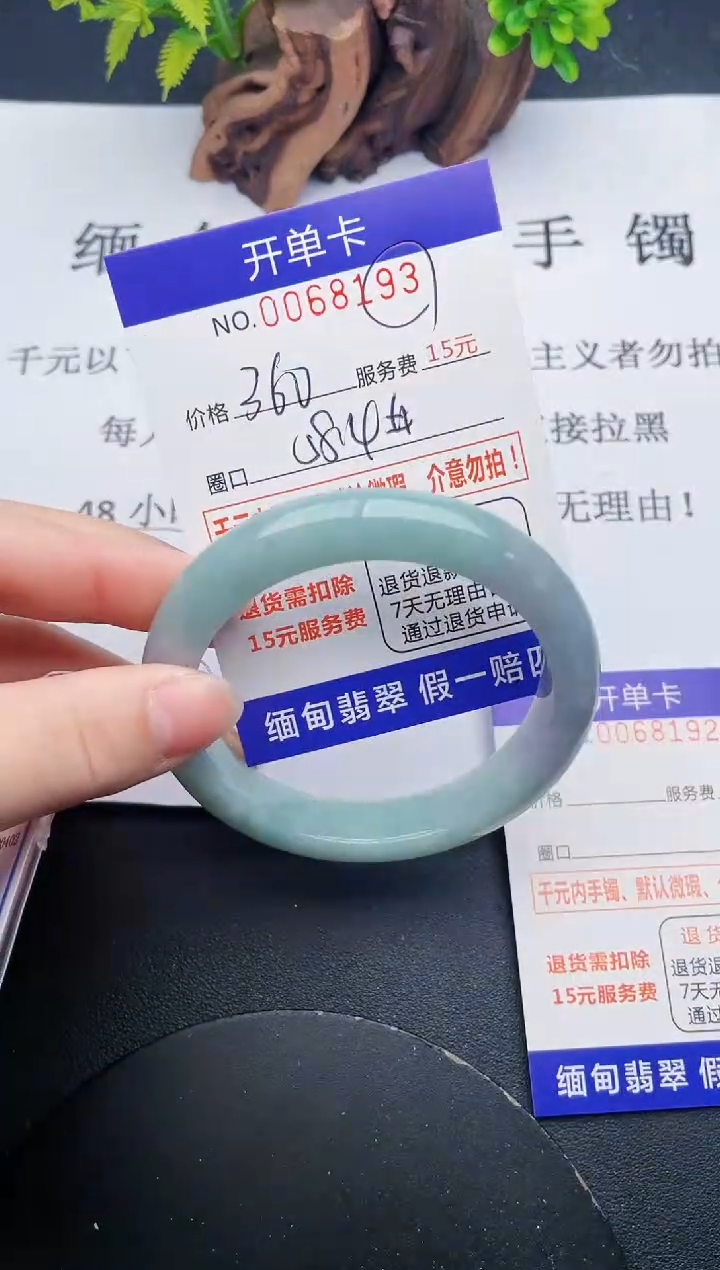 缅
手 镯
开单卡
NO.0068193
千元以
主义者勿拍
价格 360 服务费 15元
每
接拉黑
圈口
48 小
无理由！
微瑕、介意勿拍！
退货需扣除
15元服务费
退货退款
7天无理由
通过退货申请
缅甸翡翠 假一赔四
开单卡
0068192
价格 服务费
圈口
千元内手镯、默认微瑕、
退货需扣除
15元服务费
退货
退货退
7天无
通过
缅甸翡翠 假